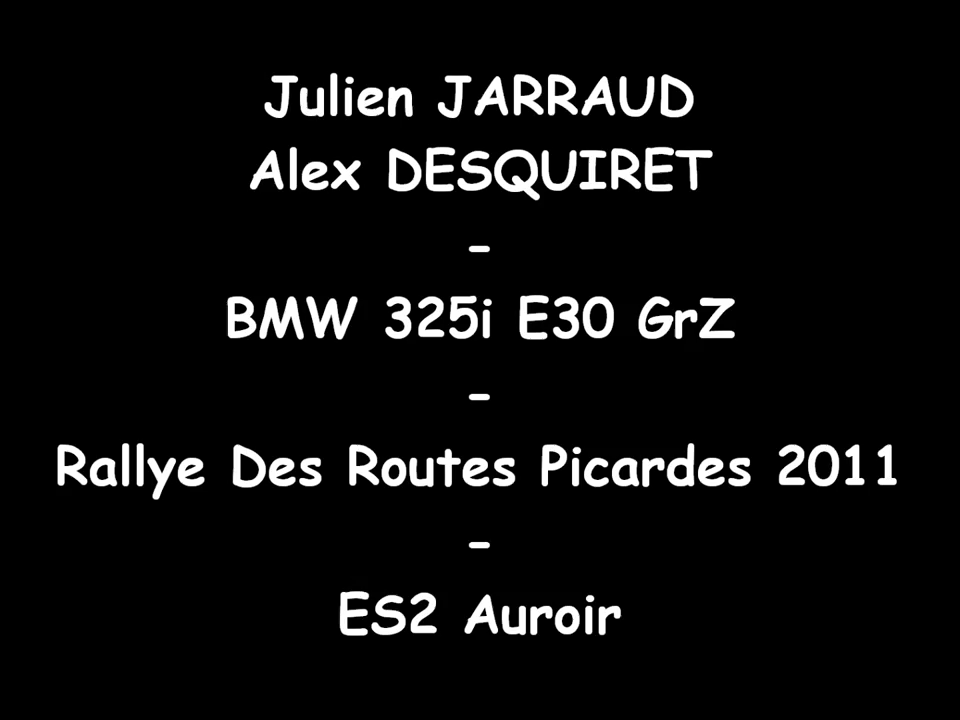 Julien JARRAUD
Alex DESQUIRET
-
BMW 325i E30 GrZ
-
Rallye Des Routes Picardes 2011
-
ES2 Auroir